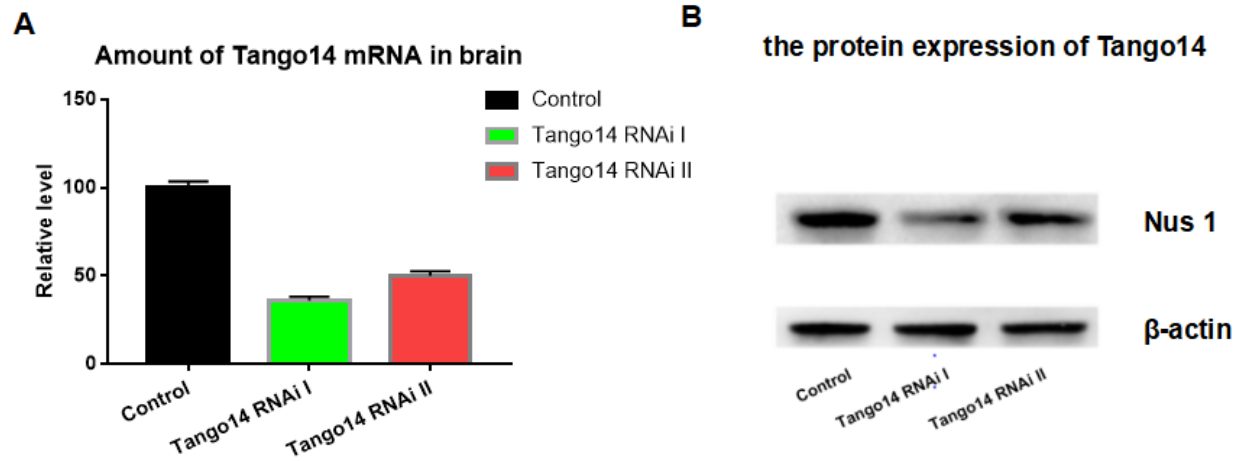 A
Amount of Tango14 mRNA in brain
Relative level
150
100
50
0
Control
Tango14 RNAi I
Tango14 RNAi II
Control
Tango14 RNAi I
Tango14 RNAi II
B
the protein expression of Tango14
Nus 1
β-actin
Control
Tango14 RNAi I
Tango14 RNAi II